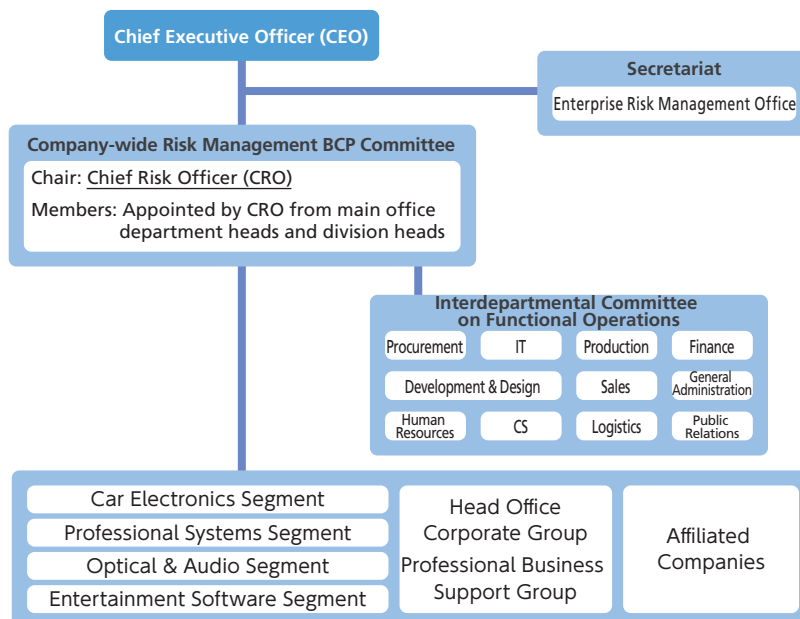 Chief Executive Officer (CEO)
Secretariat
Enterprise Risk Management Office
Company-wide Risk Management BCP Committee
Chair: Chief Risk Officer (CRO)
Members: Appointed by CRO from main office
department heads and division heads
Interdepartmental Committee
on Functional Operations
Procurement
IT
Production
Finance
Development & Design
Sales
General
Administration
Human
Resources
CS
Logistics
Public
Relations
Car Electronics Segment
Professional Systems Segment
Optical & Audio Segment
Entertainment Software Segment
Head Office
Corporate Group
Professional Business
Support Group
Affiliated
Companies